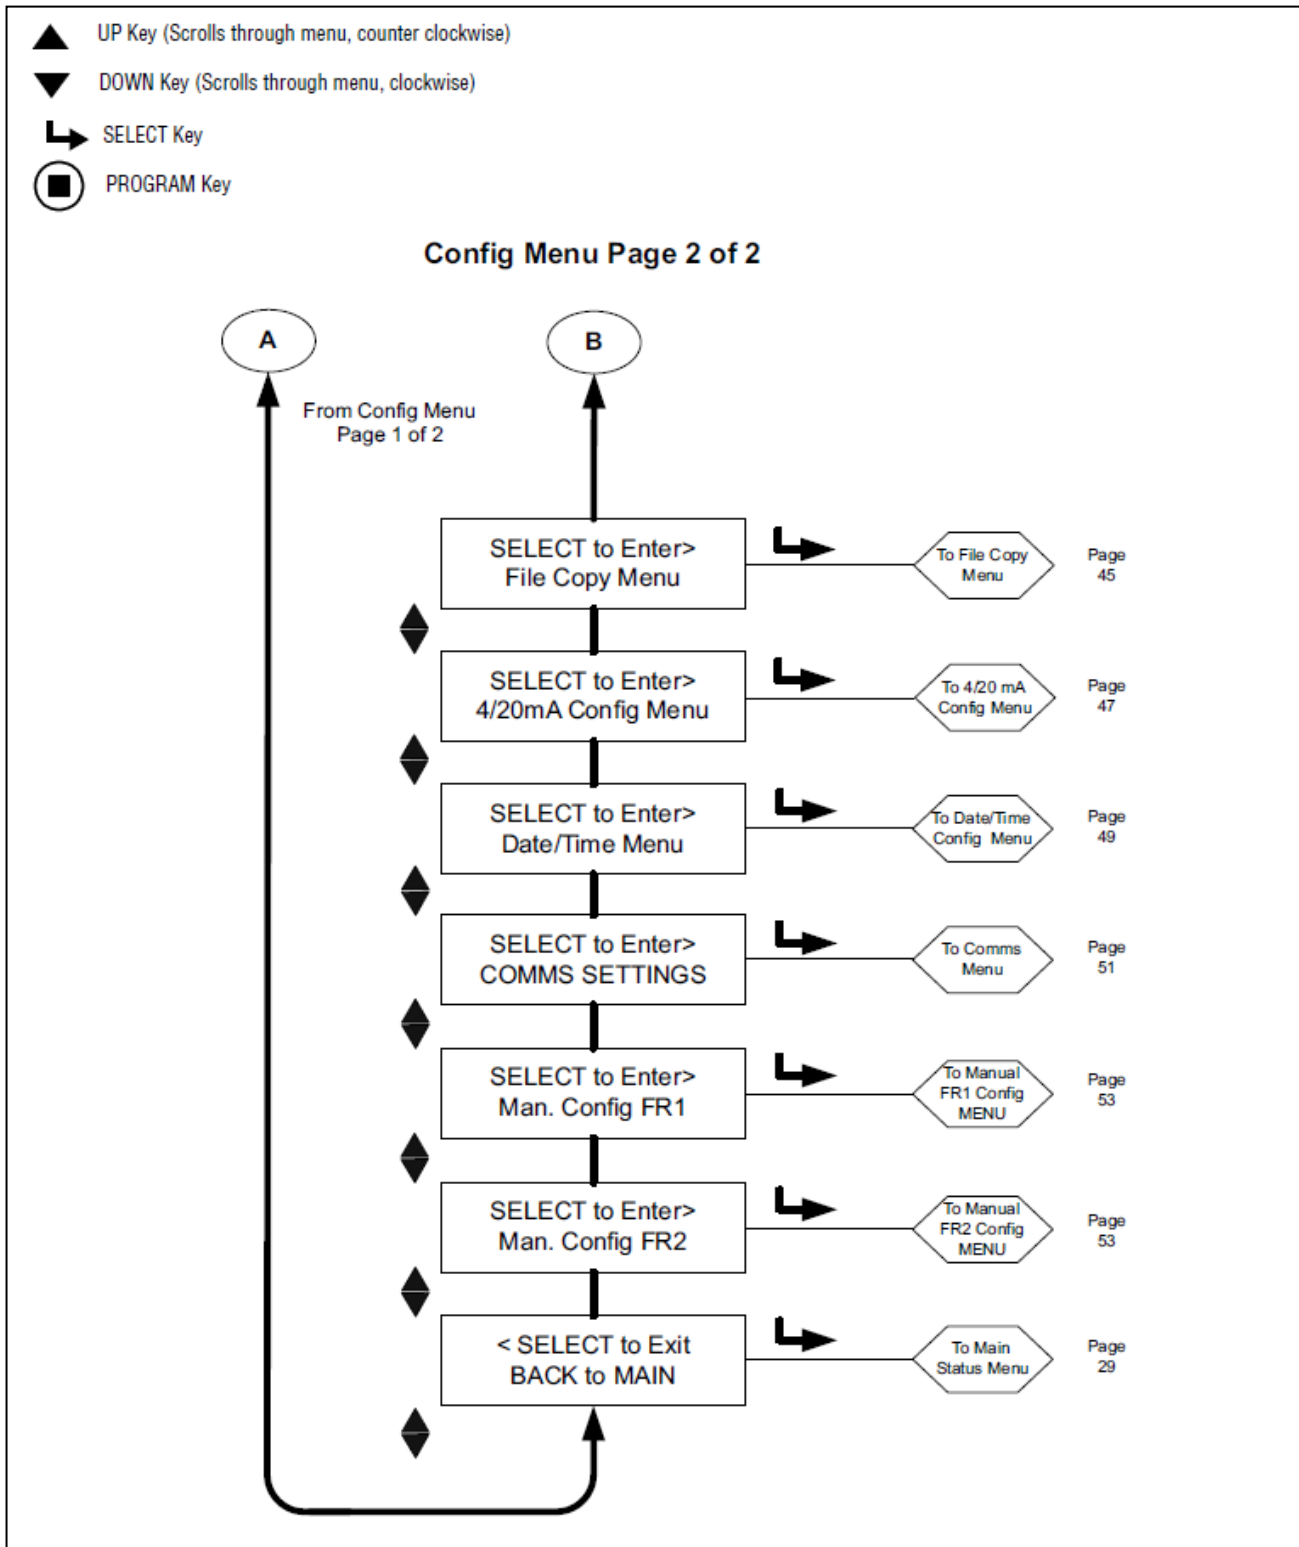 UP Key (Scrolls through menu, counter clockwise)
DOWN Key (Scrolls through menu, clockwise)
SELECT Key
PROGRAM Key
Config Menu Page 2 of 2
A
B
From Config Menu
Page 1 of 2
SELECT to Enter>
File Copy Menu
To File Copy
Menu
Page
45
SELECT to Enter>
4/20mA Config Menu
To 4/20 mA
Config Menu
Page
47
SELECT to Enter>
Date/Time Menu
To Date/Time
Config Menu
Page
49
SELECT to Enter>
COMMS SETTINGS
To Comms
Menu
Page
51
SELECT to Enter>
Man. Config FR1
To Manual
FR1 Config
MENU
Page
53
SELECT to Enter>
Man. Config FR2
To Manual
FR2 Config
MENU
Page
53
< SELECT to Exit
BACK to MAIN
To Main
Status Menu
Page
29